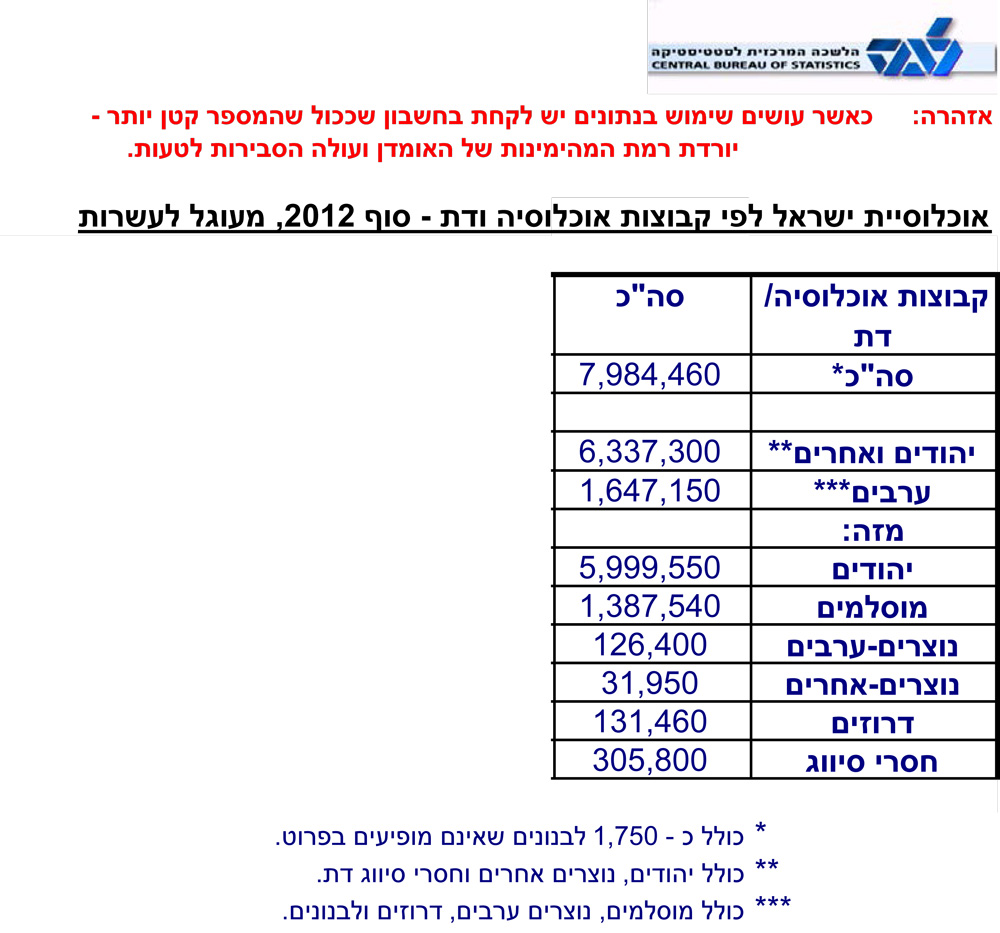 הלשכה המרכזית לסטטיסטיקה
CENTRAL BUREAU OF STATISTICS
אזהרה: כאשר עושים שימוש בנתונים יש לקחת בחשבון שככול שהמספר קטן יותר -
יורדת רמת המהימינות של האומדן ועולה הסבירות לטעות.
אוכלוסיית ישראל לפי קבוצות אוכלוסיה ודת - סוף 2012, מעוגל לעשרות
קבוצות אוכלוסיה/ סה"כ
דת
סה"כ* 7,984,460
יהודים ואחרים** 6,337,300
ערבים*** 1,647,150
מזה:
יהודים 5,999,550
מוסלמים 1,387,540
נוצרים-ערבים 126,400
נוצרים-אחרים 31,950
דרוזים 131,460
חסרי סיווג 305,800
* כולל כ - 1,750 לבנונים שאינם מופיעים בפרוט.
** כולל יהודים, נוצרים אחרים וחסרי סיווג דת.
*** כולל מוסלמים, נוצרים ערבים, דרוזים ולבנונים.